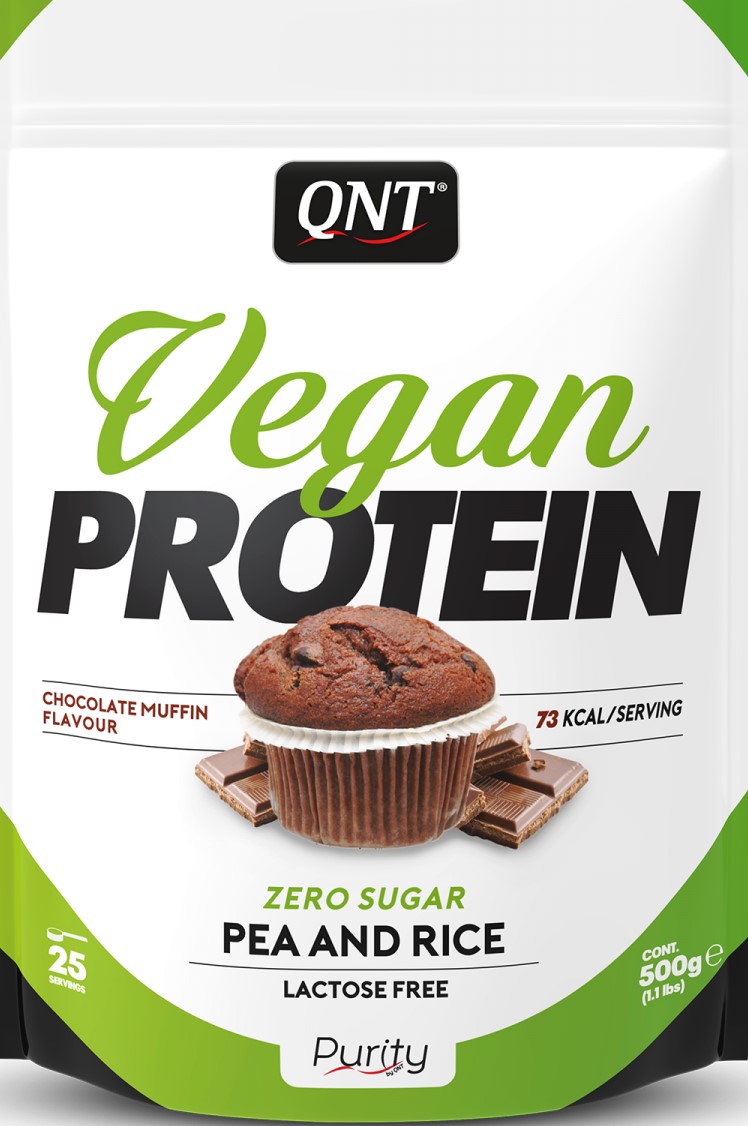 QNT®
Vegan
PROTEIN
CHOCOLATE MUFFIN
FLAVOUR
73 KCAL/SERVING
ZERO SUGAR
PEA AND RICE
LACTOSE FREE
25
SERVINGS
CONT.
500g e
(1.1 lbs)
Purity
by QNT